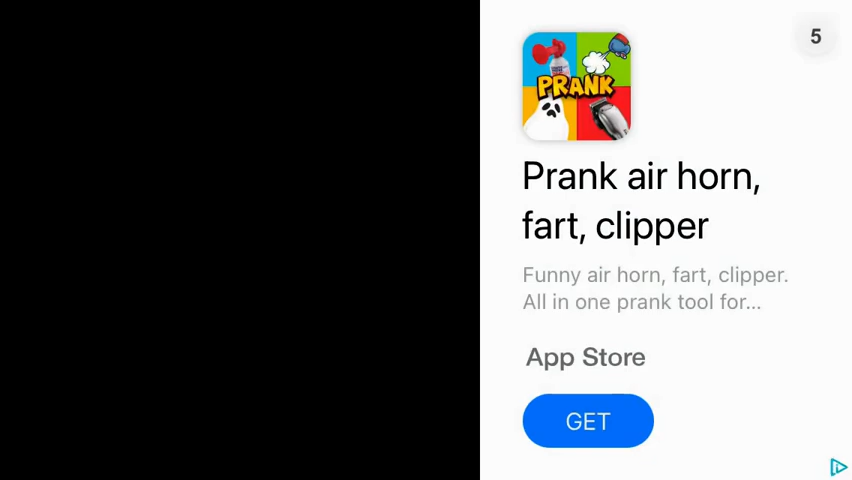 5
PRANK
Prank air horn,
fart, clipper
Funny air horn, fart, clipper.
All in one prank tool for...
App Store
GET